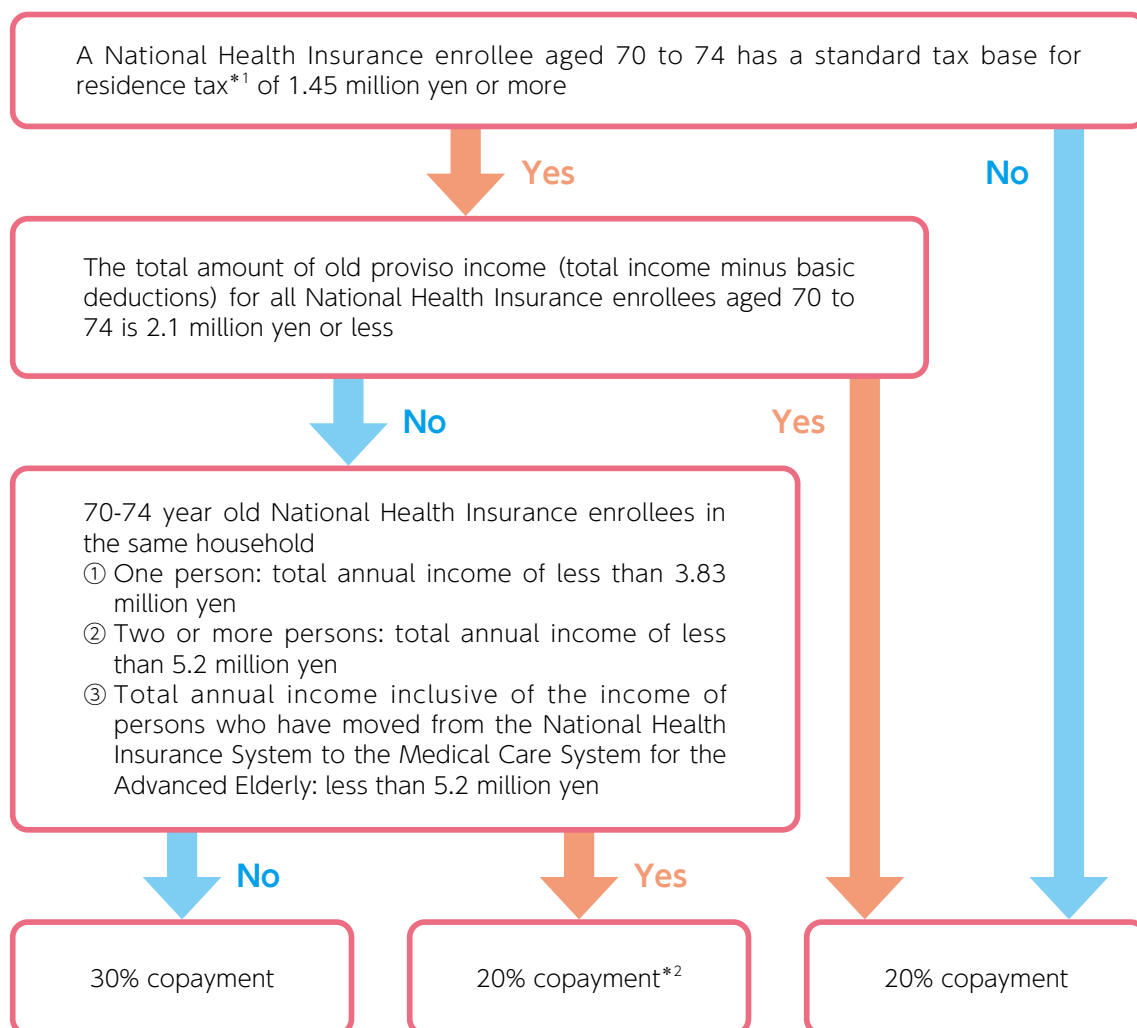 A National Health Insurance enrollee aged 70 to 74 has a standard tax base for
residence tax*1 of 1.45 million yen or more
Yes
No
The total amount of old proviso income (total income minus basic
deductions) for all National Health Insurance enrollees aged 70 to
74 is 2.1 million yen or less
No
Yes
70-74 year old National Health Insurance enrollees in
the same household
① One person: total annual income of less than 3.83
million yen
② Two or more persons: total annual income of less
than 5.2 million yen
③ Total annual income inclusive of the income of
persons who have moved from the National Health
Insurance System to the Medical Care System for the
Advanced Elderly: less than 5.2 million yen
No
Yes
30% copayment
20% copayment*2
20% copayment